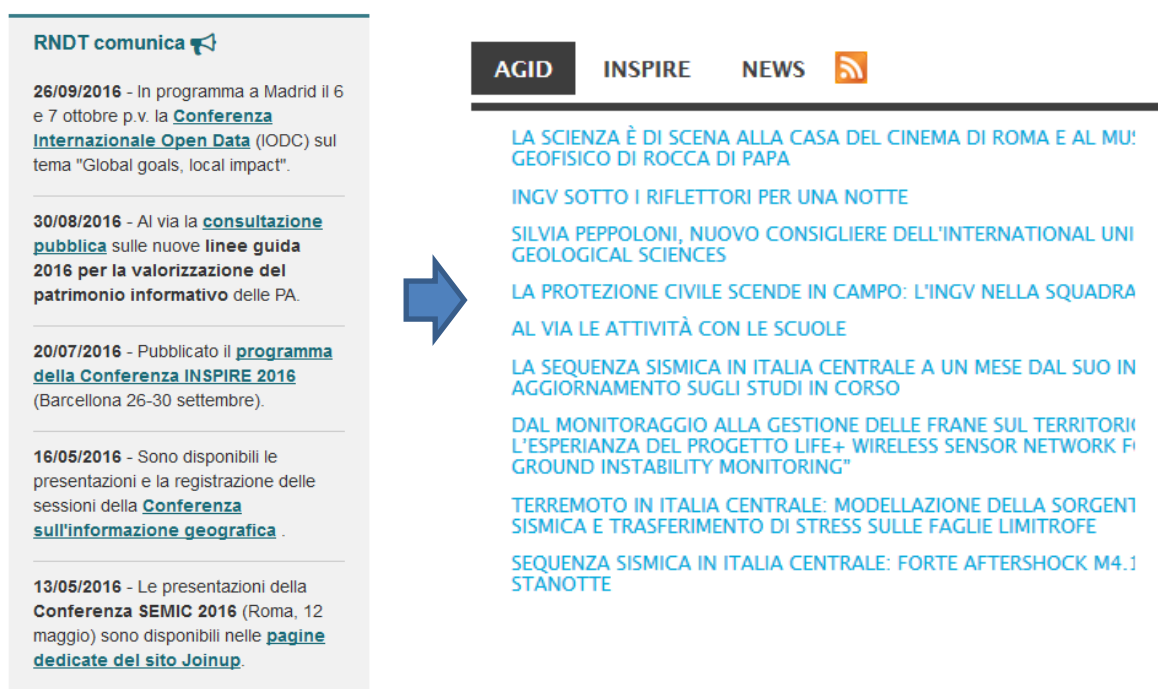 RNDT comunica
26/09/2016 - In programma a Madrid il 6
e 7 ottobre p.v. la Conferenza
Internazionale Open Data (IODC) sul
tema "Global goals, local impact".
30/08/2016 - Al via la consultazione
pubblica sulle nuove linee guida
2016 per la valorizzazione del
patrimonio informativo delle PA.
20/07/2016 - Pubblicato il programma
della Conferenza INSPIRE 2016
(Barcellona 26-30 settembre).
16/05/2016 - Sono disponibili le
presentazioni e la registrazione delle
sessioni della Conferenza
sull'informazione geografica .
13/05/2016 - Le presentazioni della
Conferenza SEMIC 2016 (Roma, 12
maggio) sono disponibili nelle pagine
dedicate del sito Joinup.
AGID INSPIRE NEWS
LA SCIENZA È DI SCENA ALLA CASA DEL CINEMA DI ROMA E AL
GEOFISICO DI ROCCA DI PAPA
INGV SOTTO I RIFLETTORI PER UNA NOTTE
SILVIA PEPPOLONI, NUOVO CONSIGLIERE DELL'INTERNATIONAL UNI
GEOLOGICAL SCIENCES
LA PROTEZIONE CIVILE SCENDE IN CAMPO: L'INGV NELLA SQUADRA
AL VIA LE ATTIVITÀ CON LE SCUOLE
LA SEQUENZA SISMICA IN ITALIA CENTRALE A UN MESE DAL SUO IN
AGGIORNAMENTO SUGLI STUDI IN CORSO
DAL MONITORAGGIO ALLA GESTIONE DELLE FRANE SUL
L'ESPERIANZA DEL PROGETTO LIFE+ WIRELESS SENSOR NETWORK
GROUND INSTABILITY MONITORING"
TERREMOTO IN ITALIA CENTRALE: MODELLAZIONE DELLA SORGENT
SISMICA E TRASFERIMENTO DI STRESS SULLE FAGLIE LIMITROFE
SEQUENZA SISMICA IN ITALIA CENTRALE: FORTE AFTERSHOCK M4.1
STANOTTE